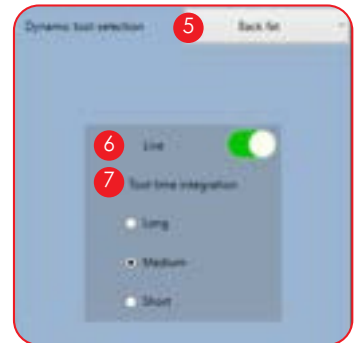 Dynamic tool selection 5 Back fat
6 Live
7 Tool time integration
Long
Medium
Short